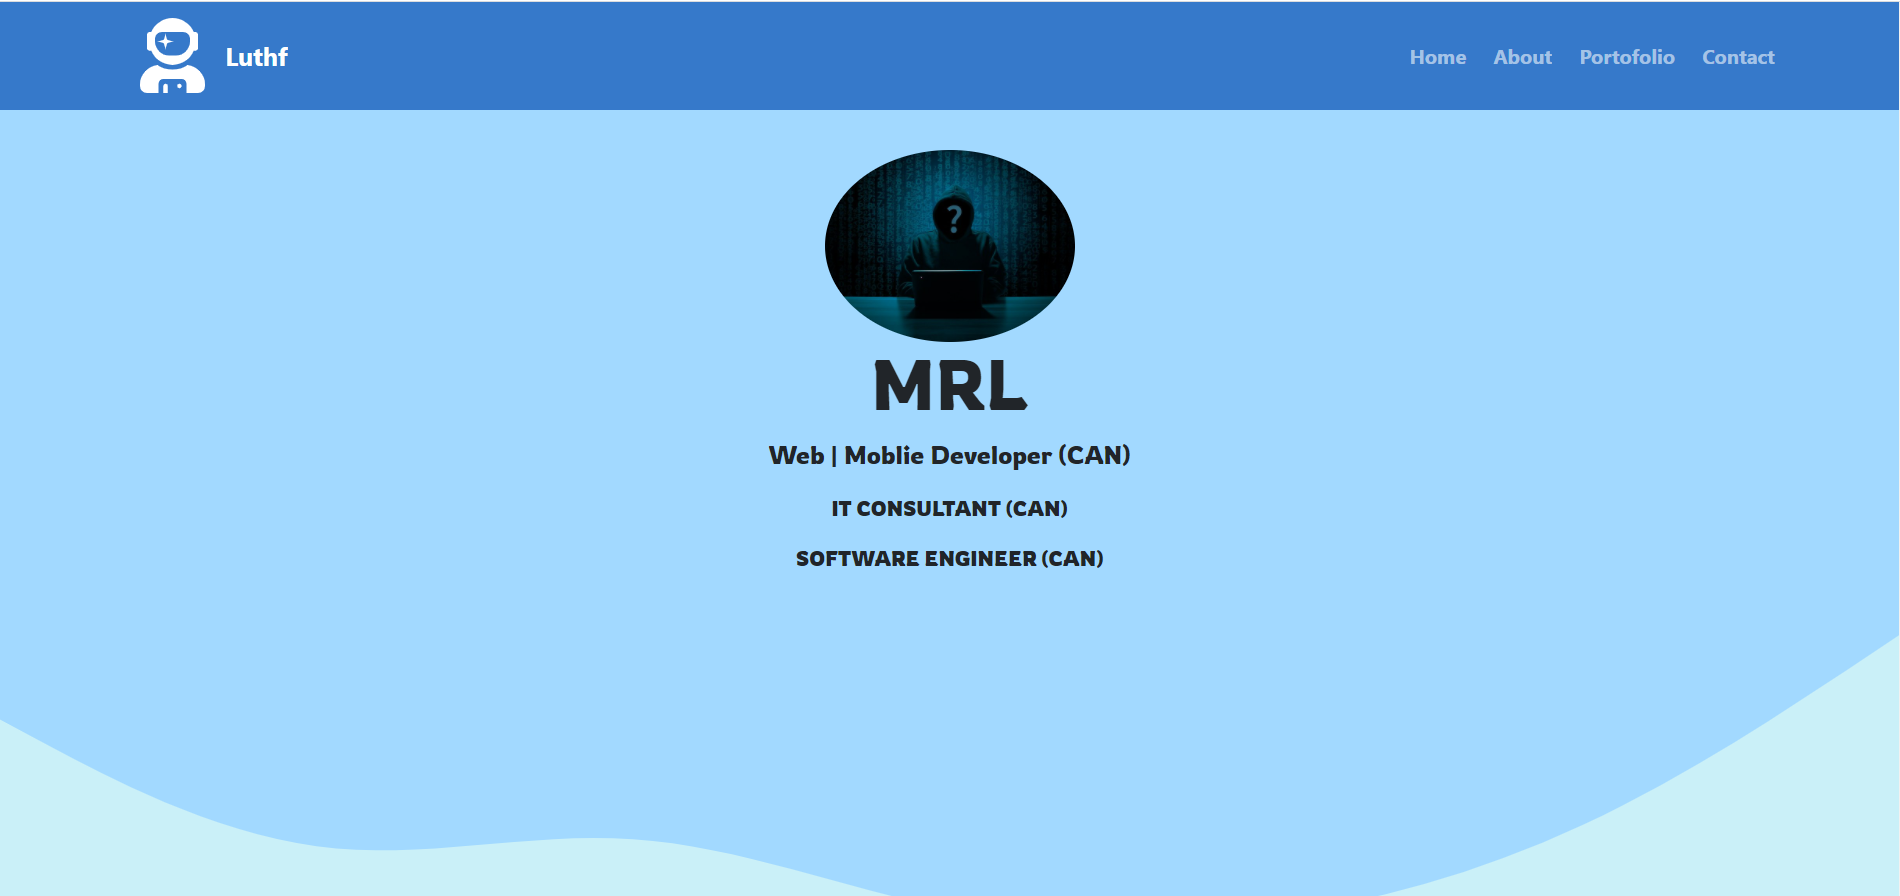 Luthf
Home About Portofolio Contact
?
MRL
Web | Moblie Developer (CAN)
IT CONSULTANT (CAN)
SOFTWARE ENGINEER (CAN)